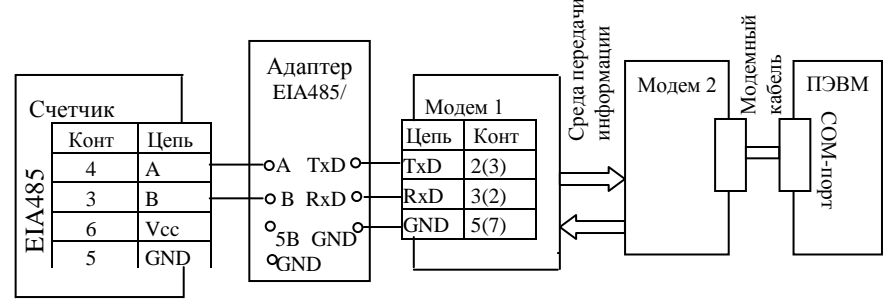 Счетчик
EIA485
Конт Цепь
4 A
3 B
6 Vcc
5 GND
Адаптер
EIA485/
A TxD
B RxD
5В GND
GND
Модем 1
Цепь Конт
TxD 2(3)
RxD 3(2)
GND 5(7)
Среда передачи
информации
Модем 2
Модемный
кабель
ПЭВМ
COM-порт